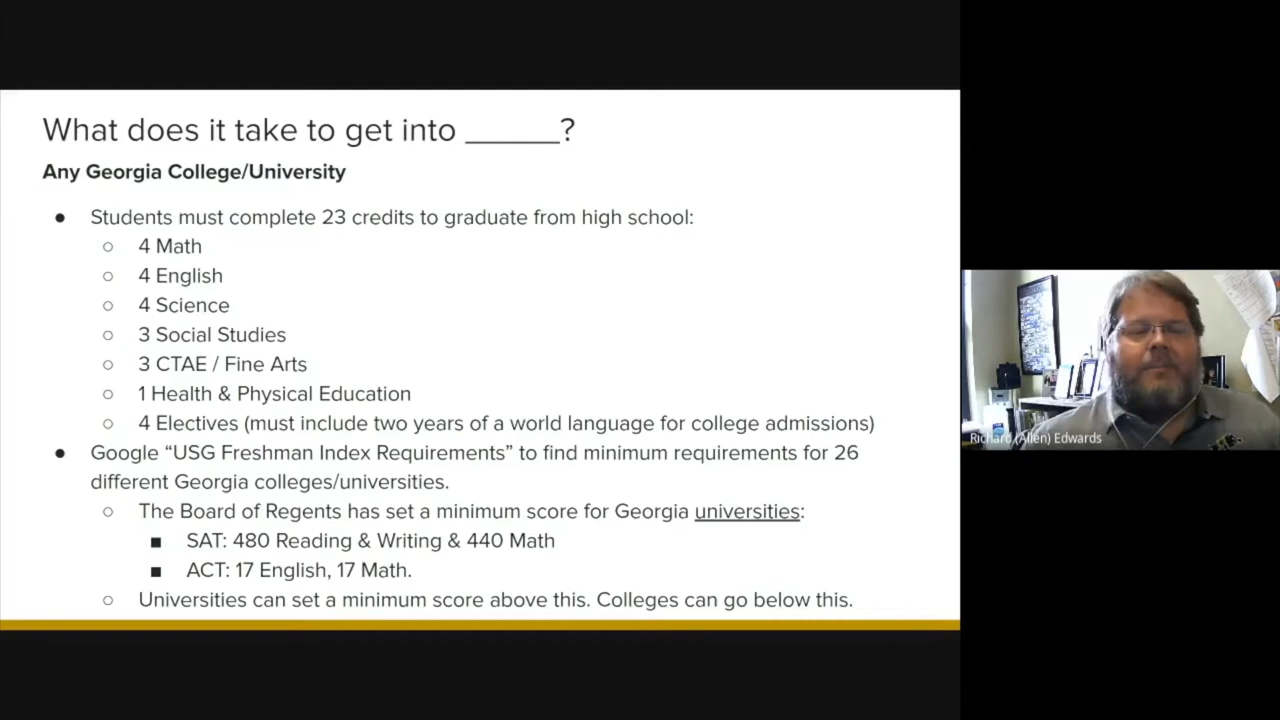 What does it take to get into ______?
Any Georgia College/University
● Students must complete 23 credits to graduate from high school:
○ 4 Math
○ 4 English
○ 4 Science
○ 3 Social Studies
○ 3 CTAE / Fine Arts
○ 1 Health & Physical Education
○ 4 Electives (must include two years of a world language for college admissions)
● Google “USG Freshman Index Requirements” to find minimum requirements for 26
different Georgia colleges/universities.
○ The Board of Regents has set a minimum score for Georgia universities:
■ SAT: 480 Reading & Writing & 440 Math
■ ACT: 17 English, 17 Math.
○ Universities can set a minimum score above this. Colleges can go below this.
Richard (Allen) Edwards